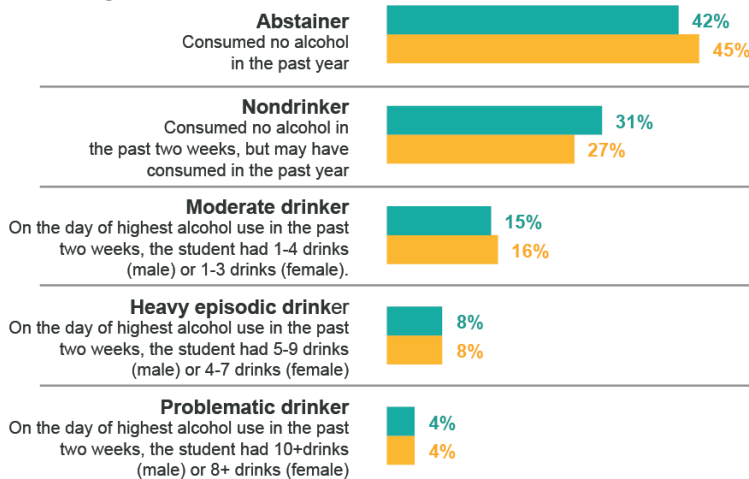 Abstainer
Consumed no alcohol
in the past year
42%
45%
Nondrinker
Consumed no alcohol in
the past two weeks, but may have
consumed in the past year
31%
27%
Moderate drinker
On the day of highest alcohol use in the past
two weeks, the student had 1-4 drinks
(male) or 1-3 drinks (female).
15%
16%
Heavy episodic drinker
On the day of highest alcohol use in the past
two weeks, the student had 5-9 drinks
(male) or 4-7 drinks (female)
8%
8%
Problematic drinker
On the day of highest alcohol use in the past
two weeks, the student had 10+drinks
(male) or 8+ drinks (female)
4%
4%